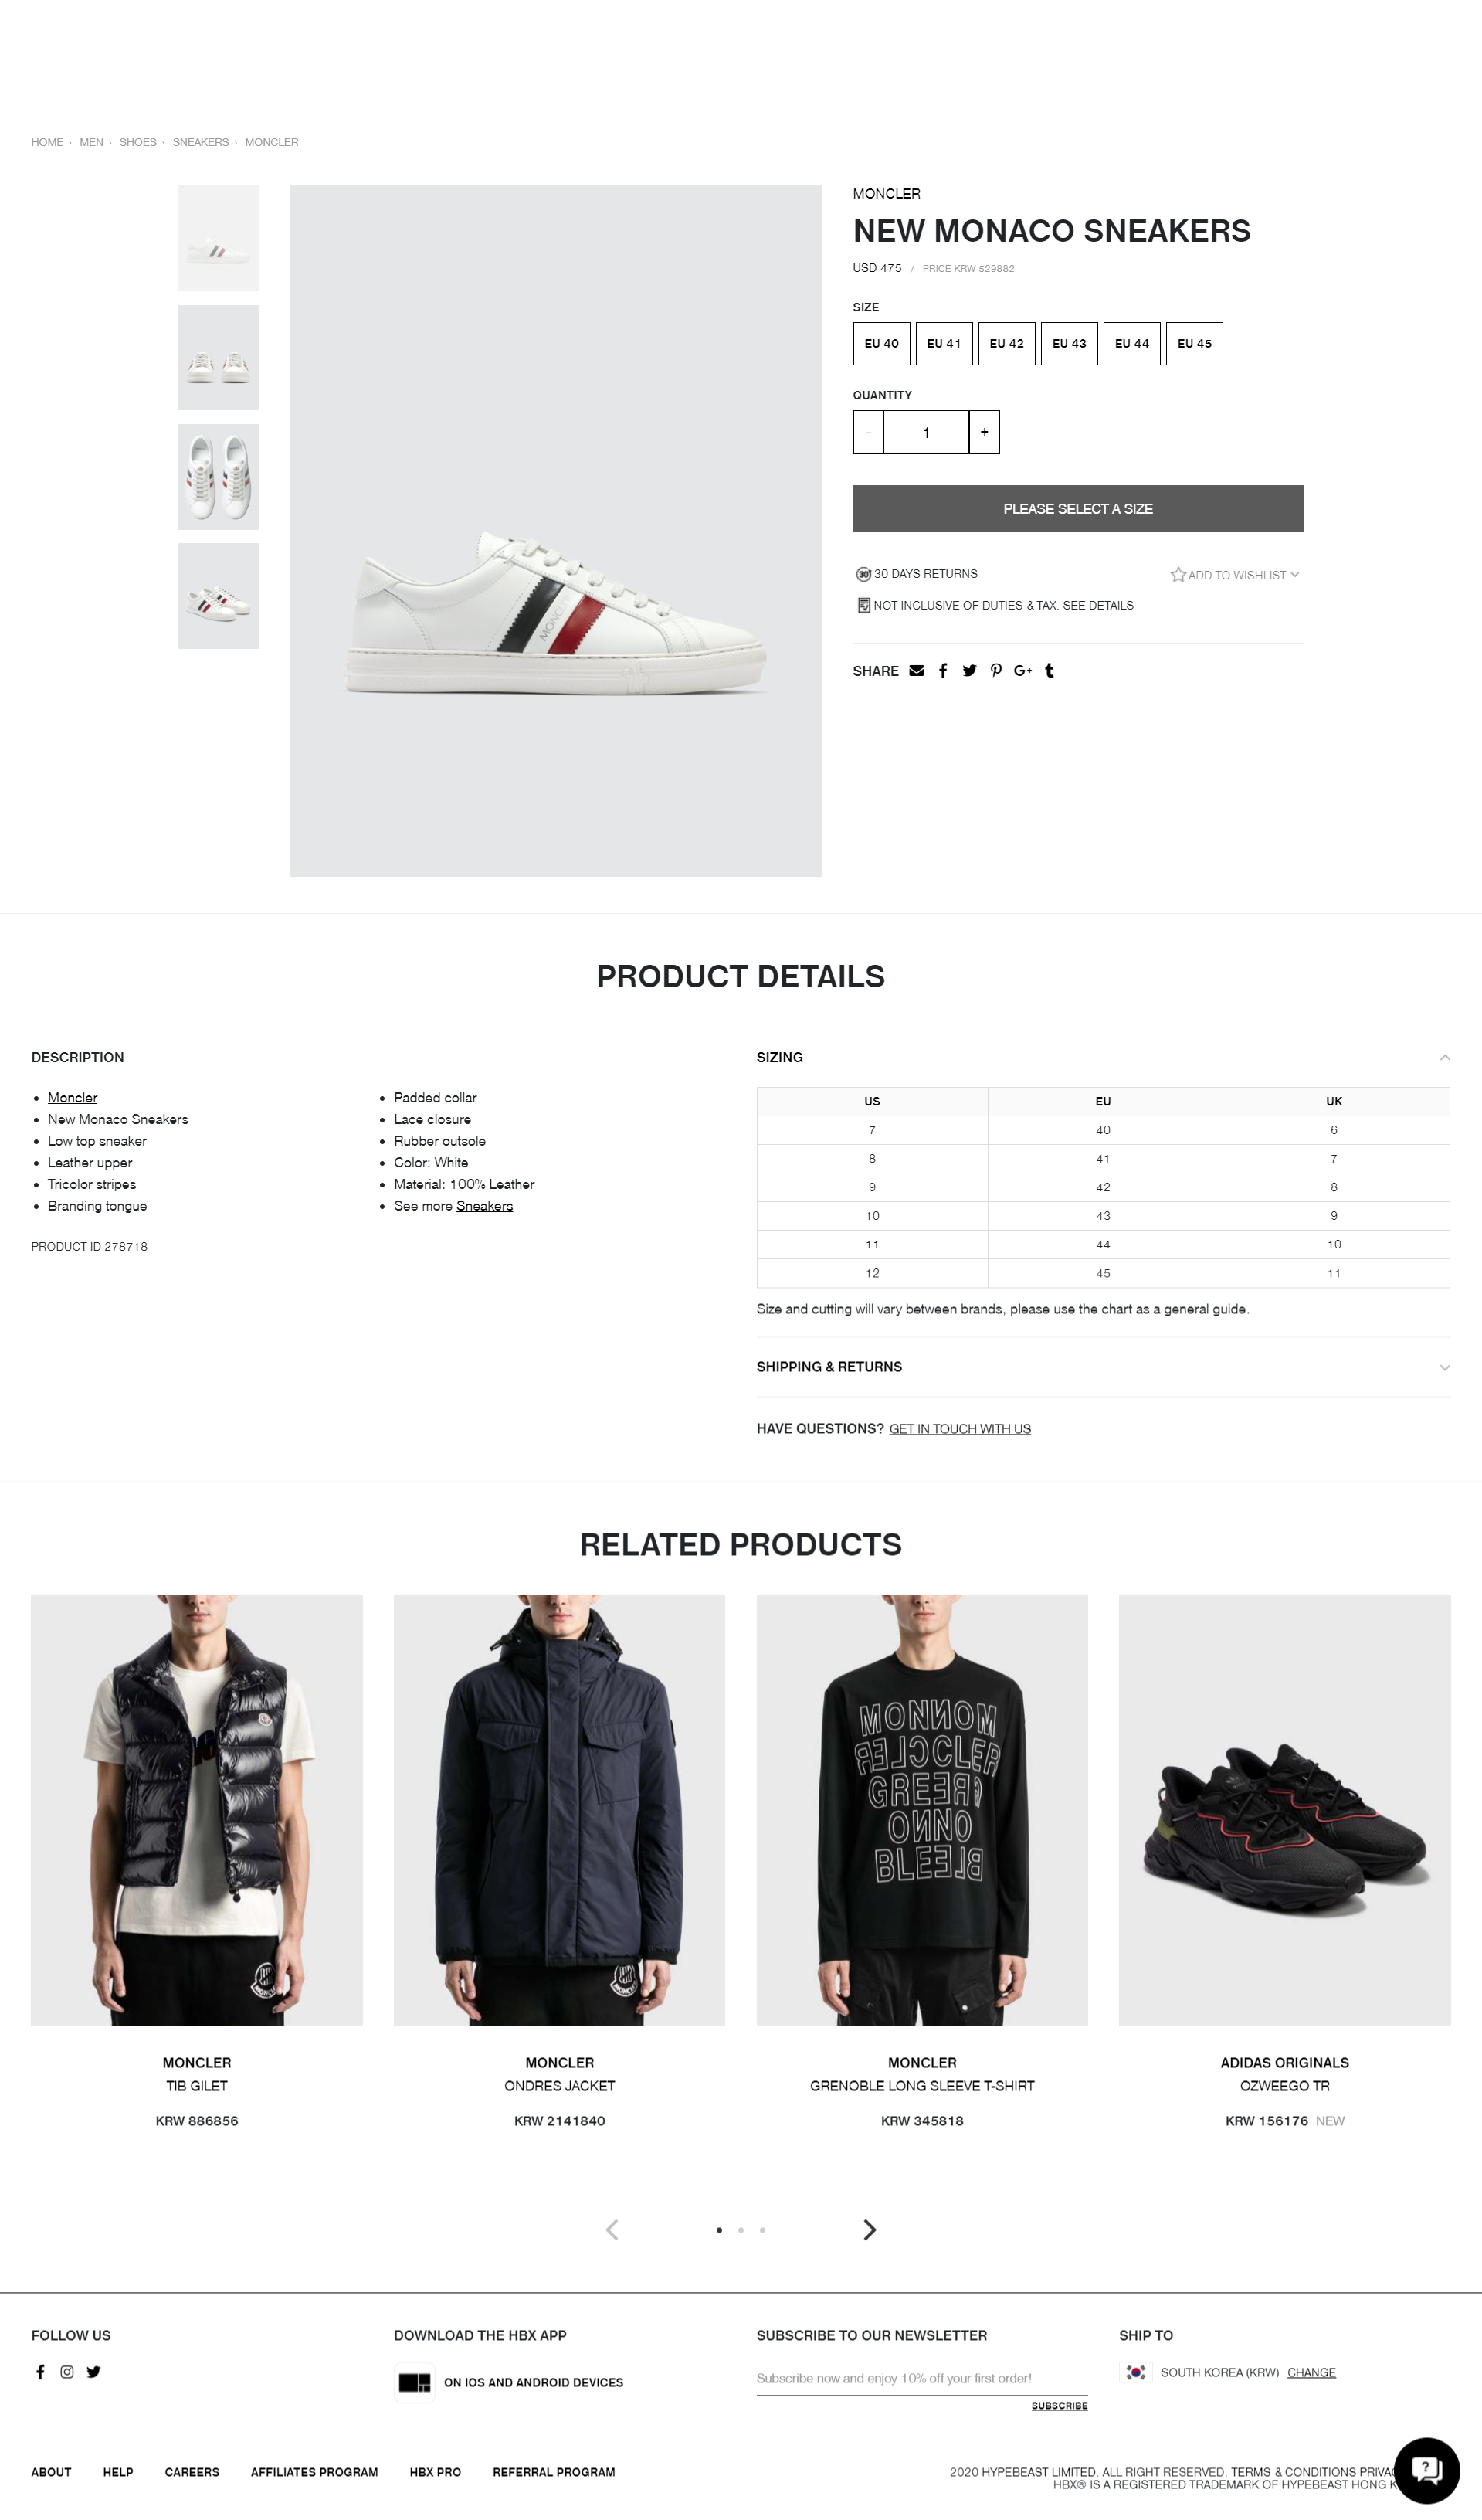 HOME › MEN › SHOES › SNEAKERS › MONCLER
MONCLER
NEW MONACO SNEAKERS
USD 475 / PRICE KRW 529882
SIZE
EU 40 EU 41 EU 42 EU 43 EU 44 EU 45
QUANTITY
- 1 +
PLEASE SELECT A SIZE
30 DAYS RETURNS ADD TO WISHLIST
NOT INCLUSIVE OF DUTIES & TAX. SEE DETAILS
SHARE
MONCLER
PRODUCT DETAILS
DESCRIPTION
• Moncler
• New Monaco Sneakers
• Low top sneaker
• Leather upper
• Tricolor stripes
• Branding tongue
• Padded collar
• Lace closure
• Rubber outsole
• Color: White
• Material: 100% Leather
• See more Sneakers
PRODUCT ID 278718
SIZING
US EU UK
7 40 6
8 41 7
9 42 8
10 43 9
11 44 10
12 45 11
Size and cutting will vary between brands, please use the chart as a general guide.
SHIPPING & RETURNS
HAVE QUESTIONS? GET IN TOUCH WITH US
RELATED PRODUCTS
MONCLER
TIB GILET
KRW 886856
MONCLER
ONDRES JACKET
KRW 2141840
MONCLER
GRENOBLE LONG SLEEVE T-SHIRT
KRW 345818
ADIDAS ORIGINALS
OZWEEGO TR
KRW 156176 NEW
FOLLOW US
DOWNLOAD THE HBX APP
ON IOS AND ANDROID DEVICES
SUBSCRIBE TO OUR NEWSLETTER
Subscribe now and enjoy 10% off your first order!
SUBSCRIBE
SHIP TO
SOUTH KOREA (KRW) CHANGE
ABOUT HELP CAREERS AFFILIATES PROGRAM HBX PRO REFERRAL PROGRAM
2020 HYPEBEAST LIMITED. ALL RIGHT RESERVED. TERMS & CONDITIONS
HBX® IS A REGISTERED TRADEMARK OF HYPEBEAST HONG